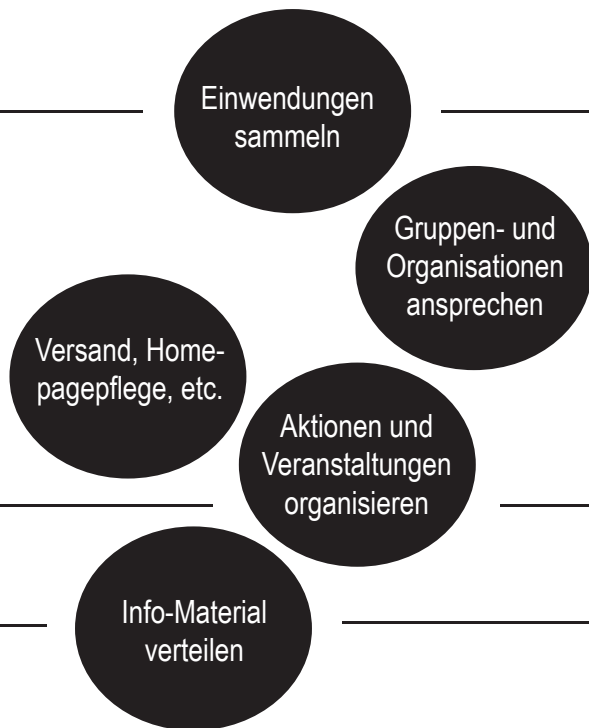 Einwendungen
sammeln
Gruppen- und
Organisationen
ansprechen
Versand, Home-
pagepflege, etc.
Aktionen und
Veranstaltungen
organisieren
Info-Material
verteilen